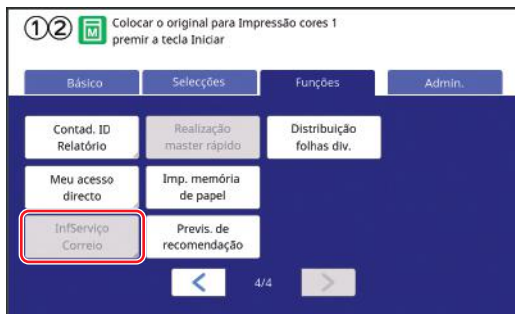 ①② M Colocar o original para Impressão cores 1
premir a tecla Iniciar
Básico Selecções Funções Admin.
Contad. ID
Relatório
Realização
master rápido
Distribuição
folhas div.
Meu acesso
directo
Imp. memória
de papel
InfServiço
Correio
Previs. de
recomendação
< 4/4 >